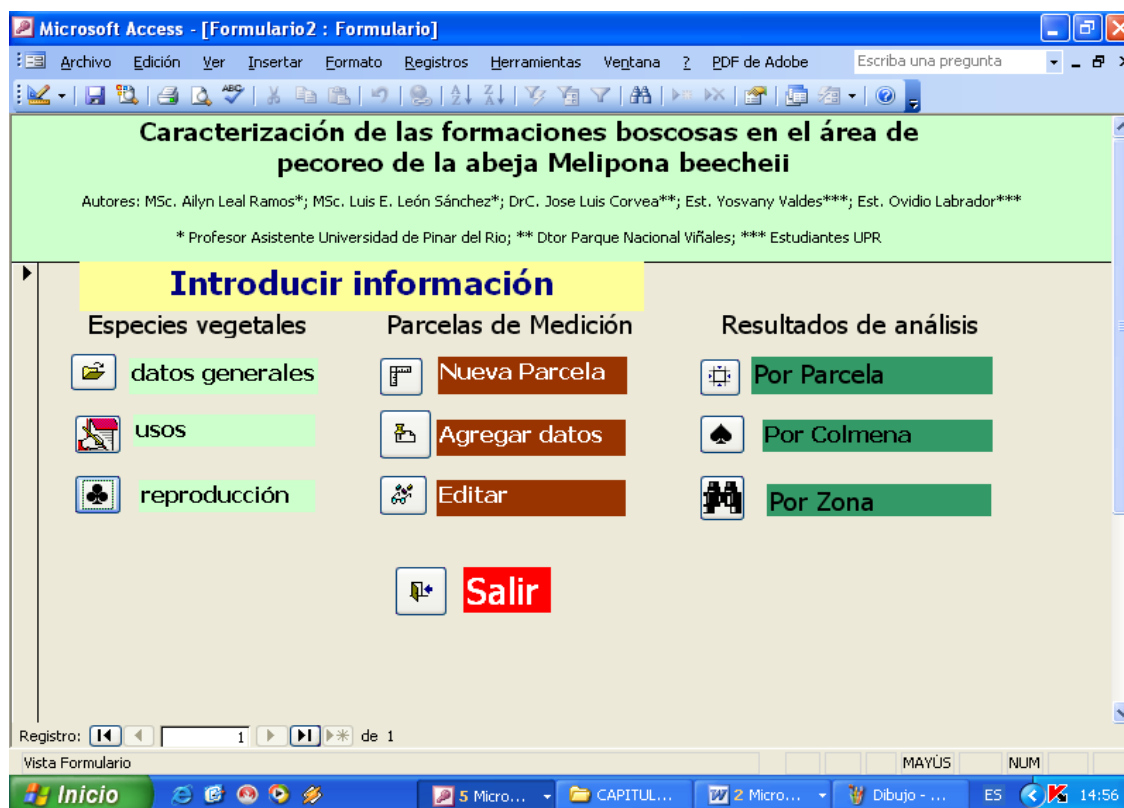 Microsoft Access - [Formulario2 : Formulario]
Archivo Edición Ver Insertar Formato Registros Herramientas Ventana ? PDF de Adobe Escriba una pregunta
Caracterización de las formaciones boscosas en el área de
pecoreo de la abeja Melipona beecheii
Autores: MSc. Ailyn Leal Ramos*; MSc. Luis E. León Sánchez*; DrC. Jose Luis Corvea**; Est. Yosvany Valdes***; Est. Ovidio Labrador***
* Profesor Asistente Universidad de Pinar del Rio; ** Dtor Parque Nacional Viñales; *** Estudiantes UPR
Introducir información
Especies vegetales Parcelas de Medición Resultados de análisis
datos generales Nueva Parcela Por Parcela
usos Agregar datos Por Colmena
reproducción Editar Por Zona
Salir
Registro: 1 de 1
Vista Formulario MAYÚS NUM
Inicio 5 Micro... CAPITUL... 2 Micro... Dibujo - ... ES 14:56